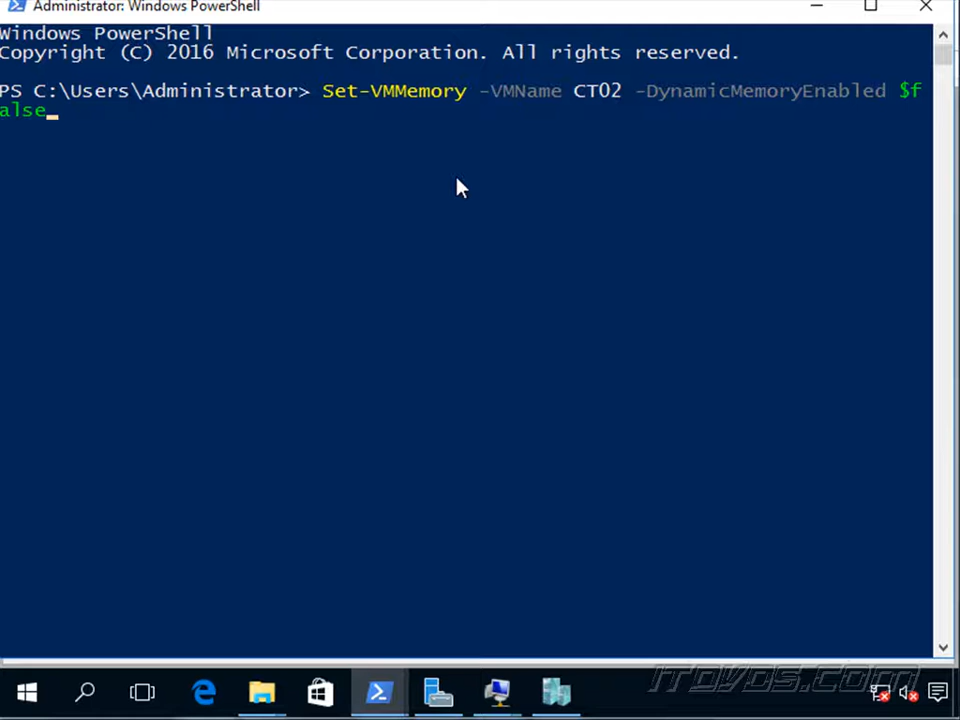 Administrator: Windows PowerShell
Windows PowerShell
Copyright (C) 2016 Microsoft Corporation. All rights reserved.
PS C:\Users\Administrator> Set-VMMemory -VMName CT02 -DynamicMemoryEnabled $f
alse
ITDVDS.COM